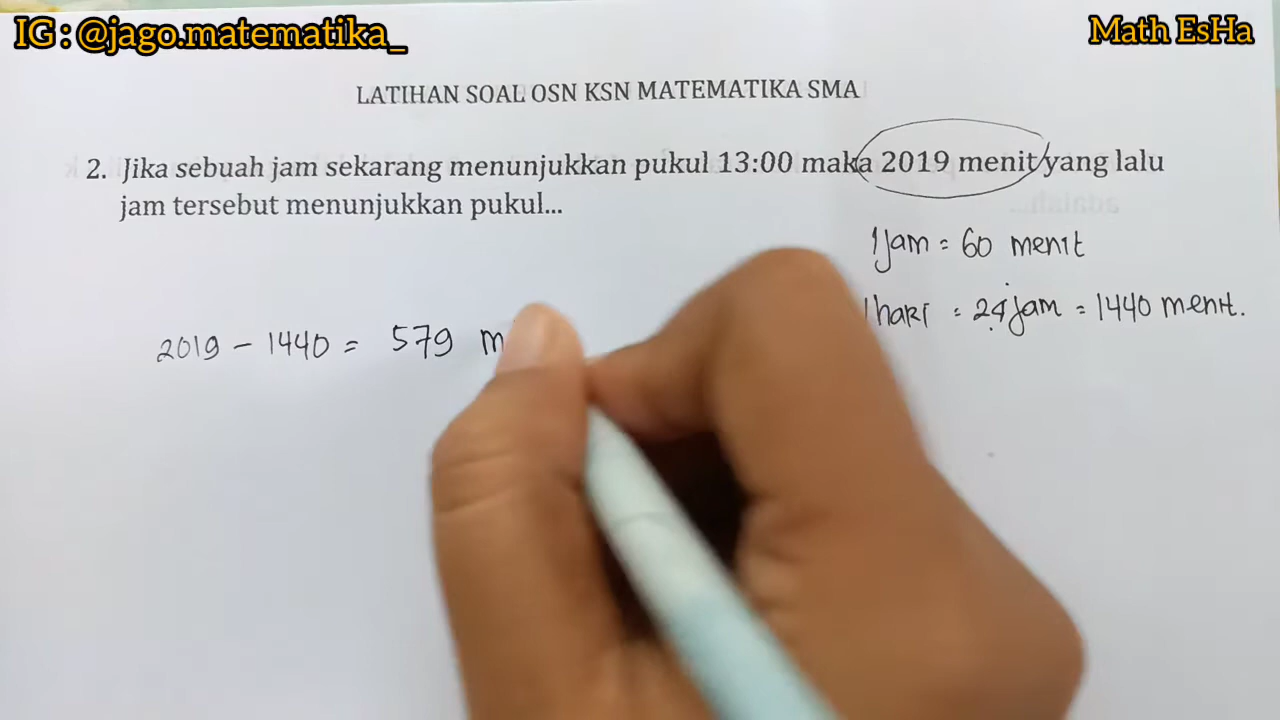 IG : @jago.matematika_
Math EsHa
LATIHAN SOAL OSN KSN MATEMATIKA SMA
2. Jika sebuah jam sekarang menunjukkan pukul 13:00 maka 2019 menit yang lalu
jam tersebut menunjukkan pukul...
1 jam = 60 menit
1 hari = 24 jam = 1440 menit.
2019 - 1440 = 579 m